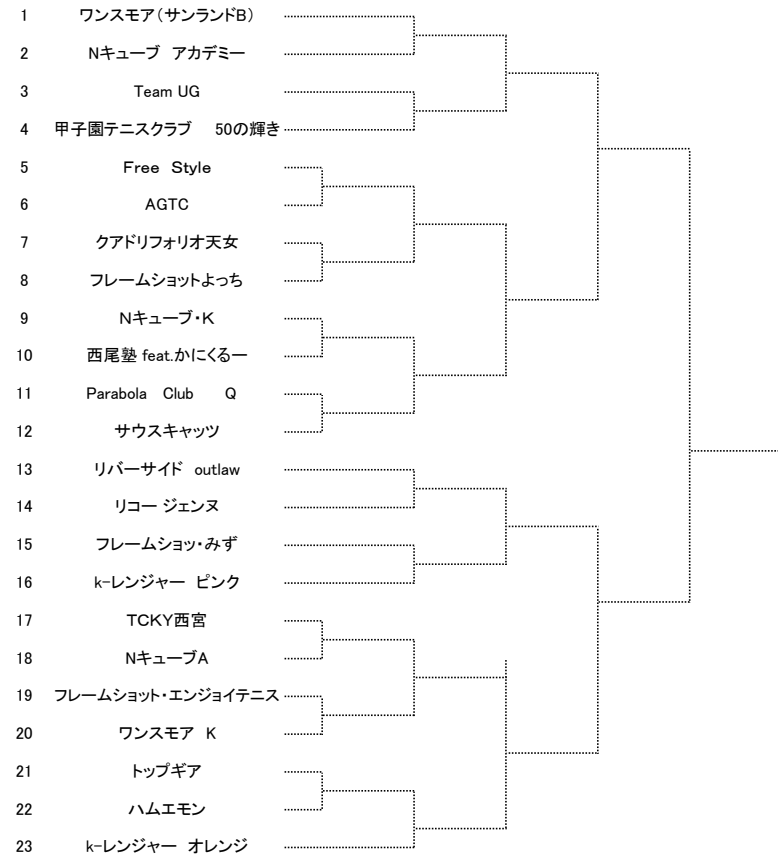 1 ワンスモア(サンランドB)
2 Nキューブ アカデミー
3 Team UG
4 甲子園テニスクラブ 50の輝き
5 Free Style
6 AGTC
7 クアドリフォリオ天女
8 フレームショットよっち
9 Nキューブ・K
10 西尾塾 feat.かにくるー
11 Parabola Club Q
12 サウスキャッツ
13 リバーサイド outlaw
14 リコー ジェンヌ
15 フレームショッ・みず
16 k-レンジャー ピンク
17 TCKY西宮
18 NキューブA
19 フレームショット・エンジョイテニス
20 ワンスモア K
21 トップギア
22 ハムエモン
23 k-レンジャー オレンジ